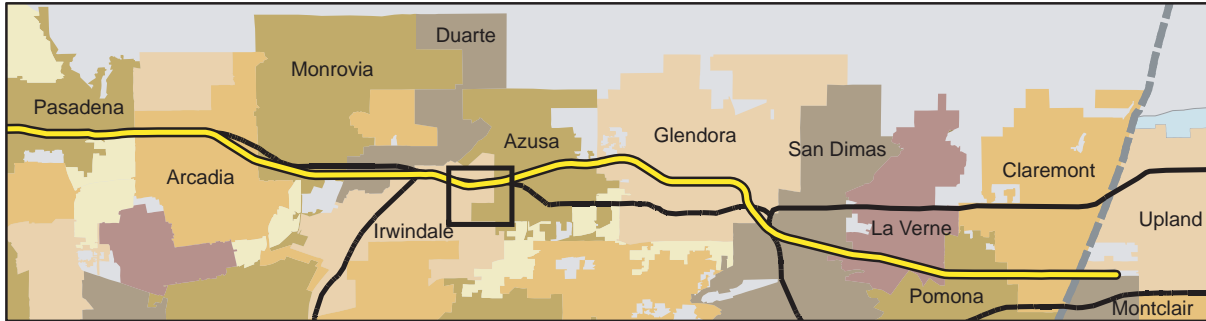 Duarte
Monrovia
Pasadena
Azusa
Glendora
San Dimas
Arcadia
Claremont
Irwindale
La Verne
Upland
Pomona
Montclair